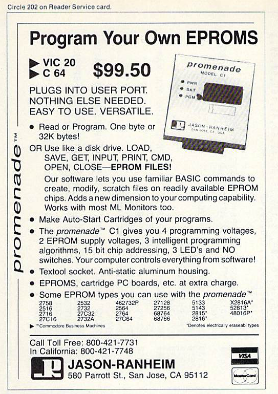 Circle 202 on Reader Service card.
Program Your Own EPROMS
▶ VIC 20
▶ C 64
$99.50
PLUGS INTO USER PORT.
NOTHING ELSE NEEDED.
EASY TO USE. VERSATILE.
promenade
MODEL C1
PWR
BAT
PGM
JASON-RANHEIM
• Read or Program. One byte or
32K bytes!
OR Use like a disk drive. LOAD,
SAVE, GET, INPUT, PRINT, CMD,
OPEN, CLOSE—EPROM FILES!
Our software lets you use familiar BASIC commands to
create, modify, scratch files on readily available EPROM
chips. Adds a new dimension to your computing capability.
Works with most ML Monitors too.
• Make Auto-Start Cartridges of your programs.
• The promenade™ C1 gives you 4 programming voltages,
2 EPROM supply voltages, 3 intelligent programming
algorithms, 15 bit chip addressing, 3 LED's and NO
switches. Your computer controls everything from software!
• Textool socket. Anti-static aluminum housing.
• EPROMS, cartridge PC boards, etc. at extra charge.
• Some EPROM types you can use with the promenade™
2758 2532 462732P 27128 5133 X2816A*
2516 2732 2564 27256 5143 52813*
2716 27C32 2764 68764 2815* 48016P*
27C16 2732A 27C64 68766 2816*
*Commodore Business Machines
*Denotes electrically eraseable types
promenade™
Call Toll Free: 800-421-7731
In California: 800-421-7748
JASON-RANHEIM
580 Parrott St., San Jose, CA 95112
VISA
MasterCard